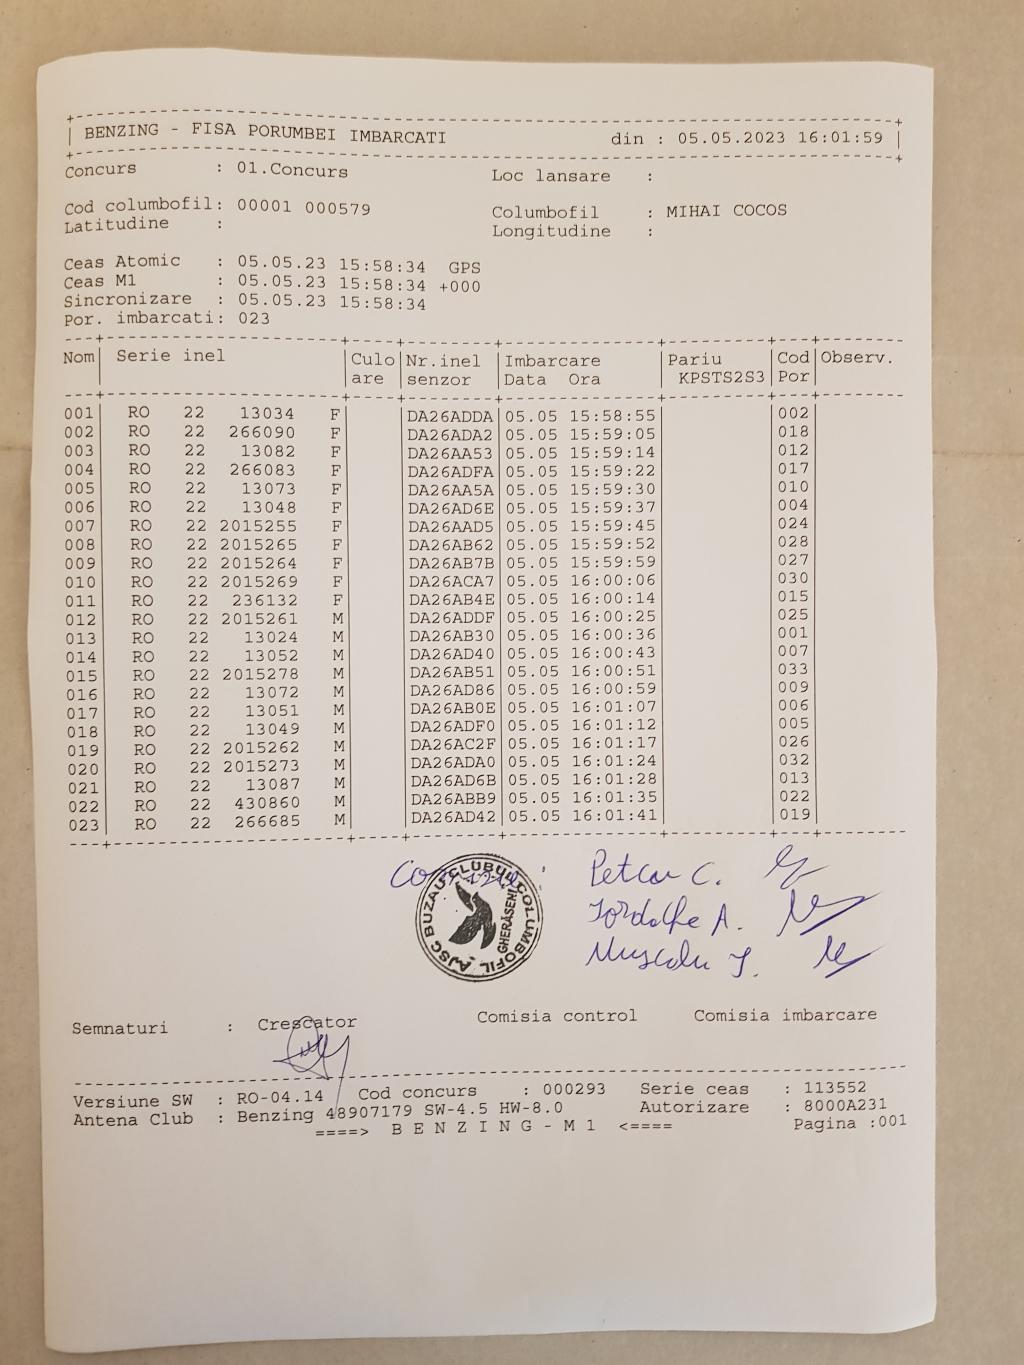 BENZING - FISA PORUMBEI IMBARCATI din : 05.05.2023 16:01:59
Concurs : 01.Concurs Loc lansare :
Cod columbofil: 00001 000579 Columbofil : MIHAI COCOS
Latitudine : Longitudine :
Ceas Atomic : 05.05.23 15:58:34 GPS
Ceas M1 : 05.05.23 15:58:34 +000
Sincronizare : 05.05.23 15:58:34
Por. imbarcati: 023
Nom Serie inel Culo Nr.inel Imbarcare Pariu Cod Observ.
are senzor Data Ora KPSTS2S3 Por
001 RO 22 13034 F DA26ADDA 05.05 15:58:55 002
002 RO 22 266090 F DA26ADA2 05.05 15:59:05 018
003 RO 22 13082 F DA26AA53 05.05 15:59:14 012
004 RO 22 266083 F DA26ADFA 05.05 15:59:22 017
005 RO 22 13073 F DA26AA5A 05.05 15:59:30 010
006 RO 22 13048 F DA26AD6E 05.05 15:59:37 004
007 RO 22 2015255 F DA26AAD5 05.05 15:59:45 024
008 RO 22 2015265 F DA26AB62 05.05 15:59:52 028
009 RO 22 2015264 F DA26AB7B 05.05 15:59:59 027
010 RO 22 2015269 F DA26ACA7 05.05 16:00:06 030
011 RO 22 236132 F DA26AB4E 05.05 16:00:14 015
012 RO 22 2015261 M DA26ADDF 05.05 16:00:25 025
013 RO 22 13024 M DA26AB30 05.05 16:00:36 001
014 RO 22 13052 M DA26AD40 05.05 16:00:43 007
015 RO 22 2015278 M DA26AB51 05.05 16:00:51 033
016 RO 22 13072 M DA26AD86 05.05 16:00:59 009
017 RO 22 13051 M DA26AB0E 05.05 16:01:07 006
018 RO 22 13049 M DA26ADF0 05.05 16:01:12 005
019 RO 22 2015262 M DA26AC2F 05.05 16:01:17 026
020 RO 22 2015273 M DA26ADA0 05.05 16:01:24 032
021 RO 22 13087 M DA26AD6B 05.05 16:01:28 013
022 RO 22 430860 M DA26ABB9 05.05 16:01:35 022
023 RO 22 266685 M DA26AD42 05.05 16:01:41 019
AJSC BUZAU CLUBUL COLUMBOFIL
GHERĂSENI
Petcu C.
A.
Semnaturi : Crescator Comisia control Comisia imbarcare
Versiune SW : RO-04.14 Cod concurs : 000293 Serie ceas : 113552
Antena Club : Benzing 48907179 SW-4.5 HW-8.0 Autorizare : 8000A231
====> B E N Z I N G - M 1 <==== Pagina :001